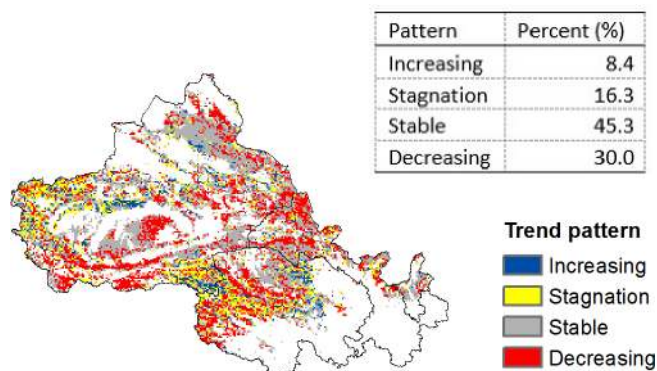 Pattern Percent (%)
Increasing 8.4
Stagnation 16.3
Stable 45.3
Decreasing 30.0
Trend pattern
Increasing
Stagnation
Stable
Decreasing